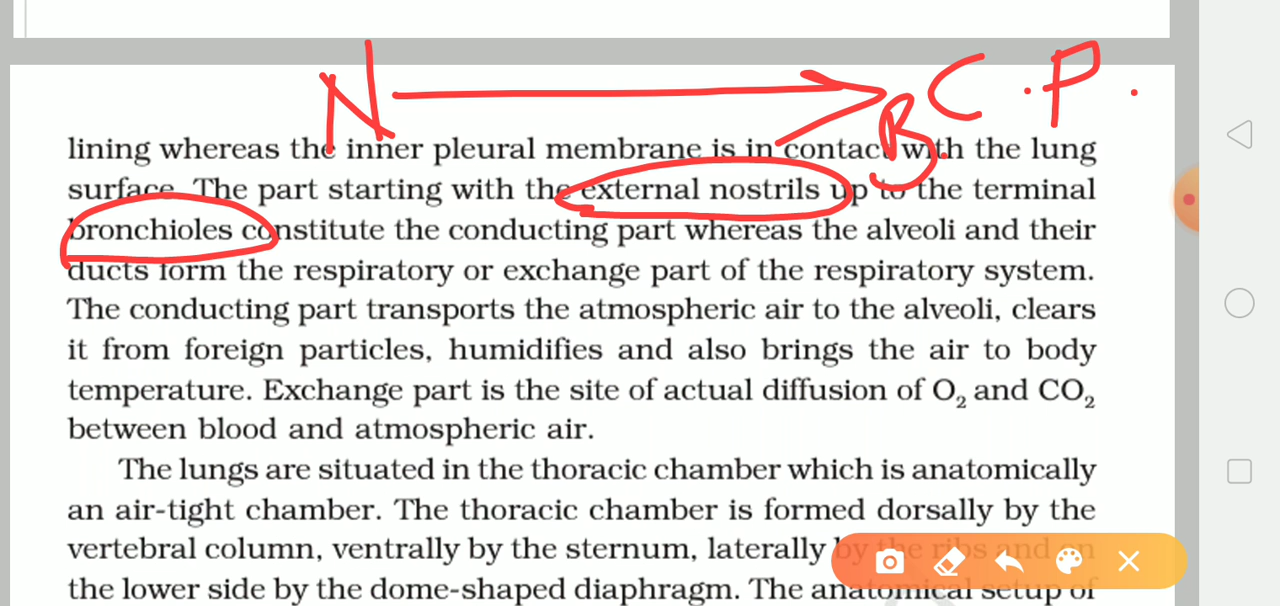 N C.P.
B
lining whereas the inner pleural membrane is in contact with the lung
surface. The part starting with the external nostrils up to the terminal
bronchioles constitute the conducting part whereas the alveoli and their
ducts form the respiratory or exchange part of the respiratory system.
The conducting part transports the atmospheric air to the alveoli, clears
it from foreign particles, humidifies and also brings the air to body
temperature. Exchange part is the site of actual diffusion of O₂ and CO₂
between blood and atmospheric air.
The lungs are situated in the thoracic chamber which is anatomically
an air-tight chamber. The thoracic chamber is formed dorsally by the
vertebral column, ventrally by the sternum, laterally by the ribs and on
the lower side by the dome-shaped diaphragm. The anatomical setup of